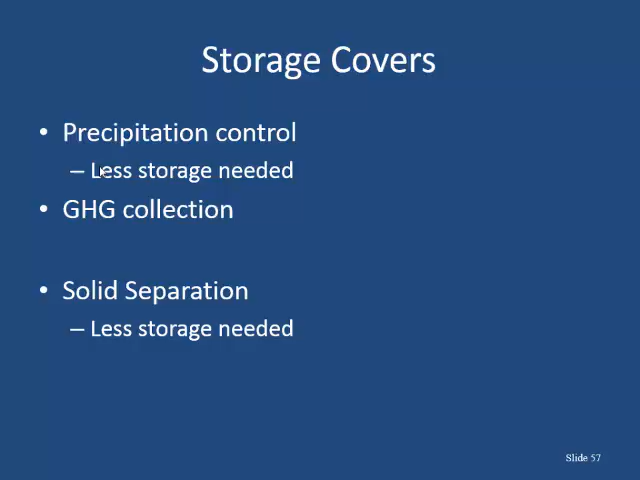 Storage Covers
• Precipitation control
– Less storage needed
• GHG collection
• Solid Separation
– Less storage needed
Slide 57